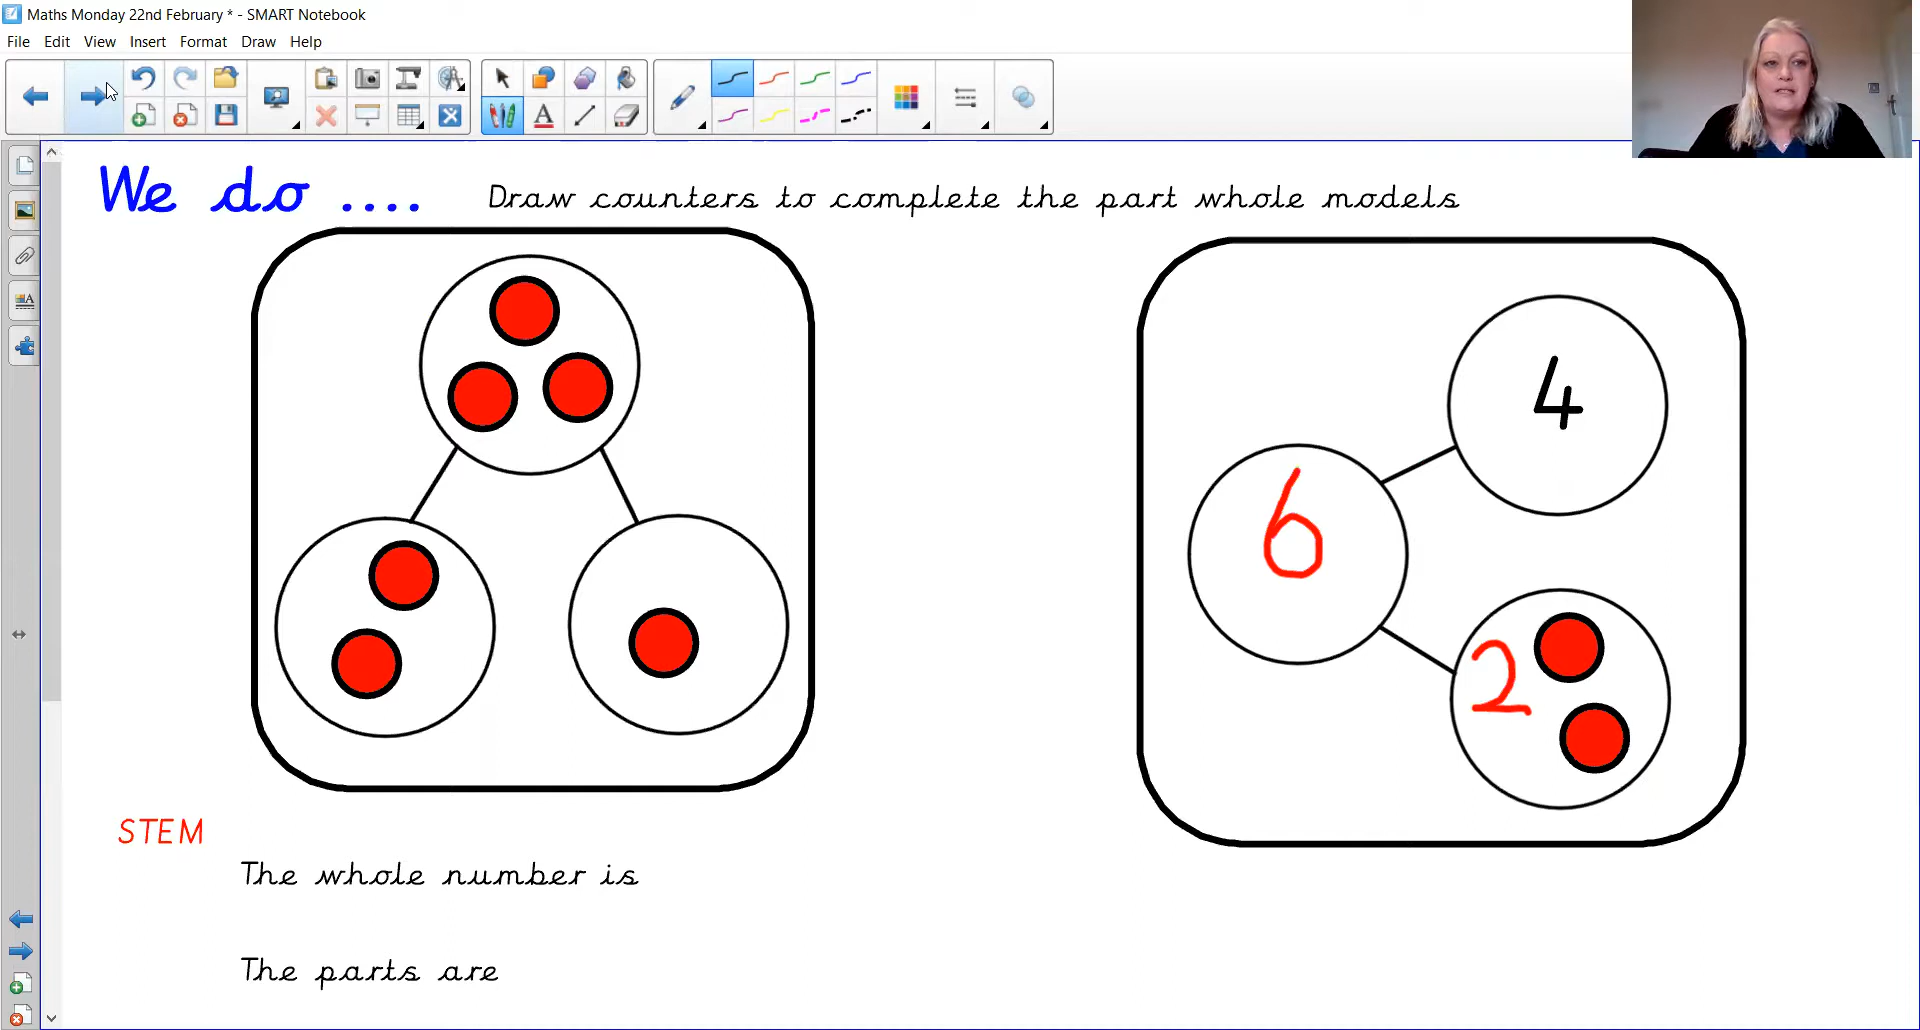 Maths Monday 22nd February * - SMART Notebook
File Edit View Insert Format Draw Help
We do .... Draw counters to complete the part whole models
4
6
2
STEM
The whole number is
The parts are